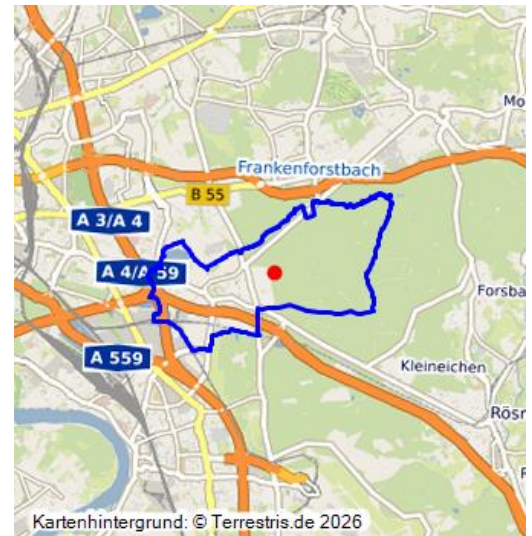 Mo
Frankenforstbach
B 55
A 3/A 4
A 4/A 59
Forsba
A 559
Kleineichen
Rösr
F
Kartenhintergrund: © Terrestris.de 2026